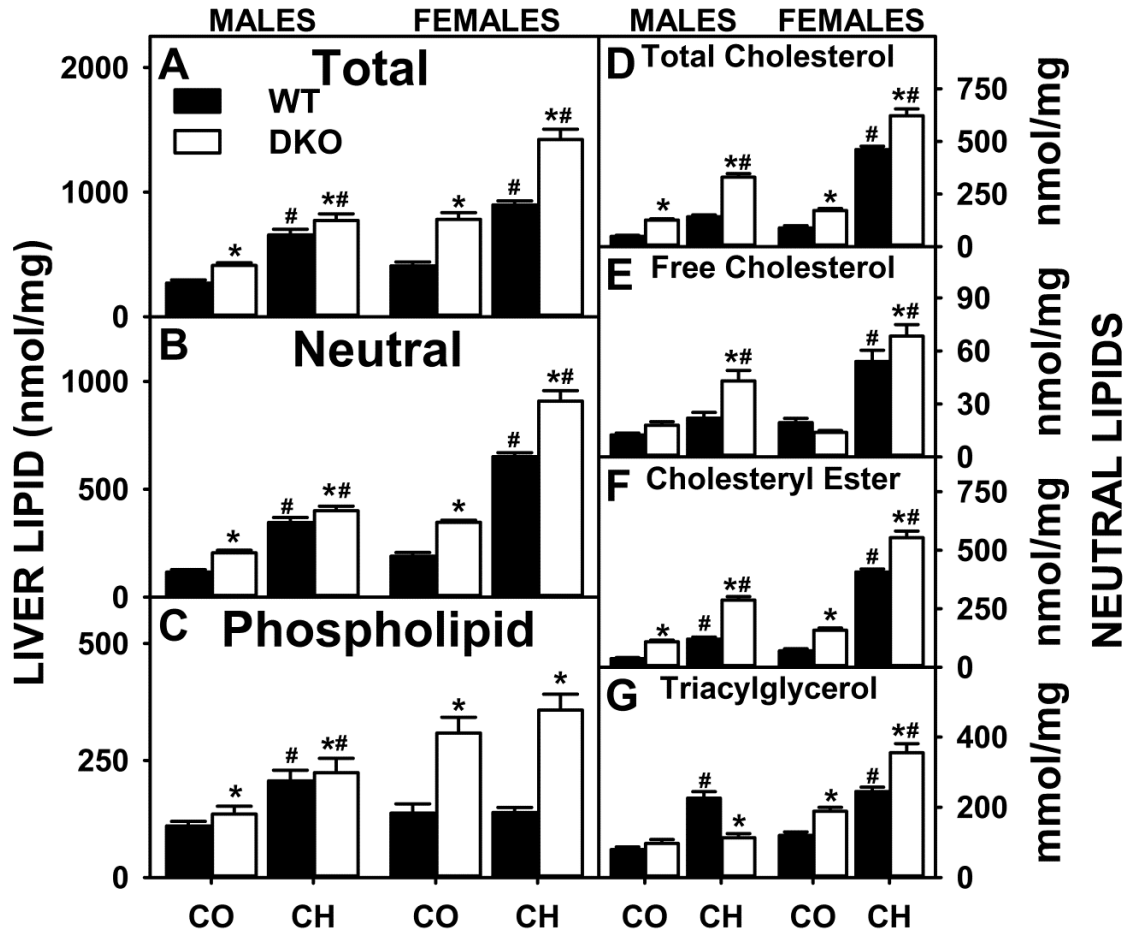 MALES FEMALES MALES FEMALES
A Total
WT
DKO
2000
1000
0
* # *# * # *#
B Neutral
1000
500
0
* # *# * # *#
C Phospholipid
500
250
0
* # *# * *
CO CH CO CH
LIVER LIPID (nmol/mg)
D Total Cholesterol
750
500
250
0
nmol/mg
* *# * # *#
E Free Cholesterol
90
60
30
0
nmol/mg
*# # *#
F Cholesteryl Ester
750
500
250
0
nmol/mg
* # *# * # *#
G Triacylglycerol
400
200
0
mmol/mg
# * * # *#
CO CH CO CH
NEUTRAL LIPIDS